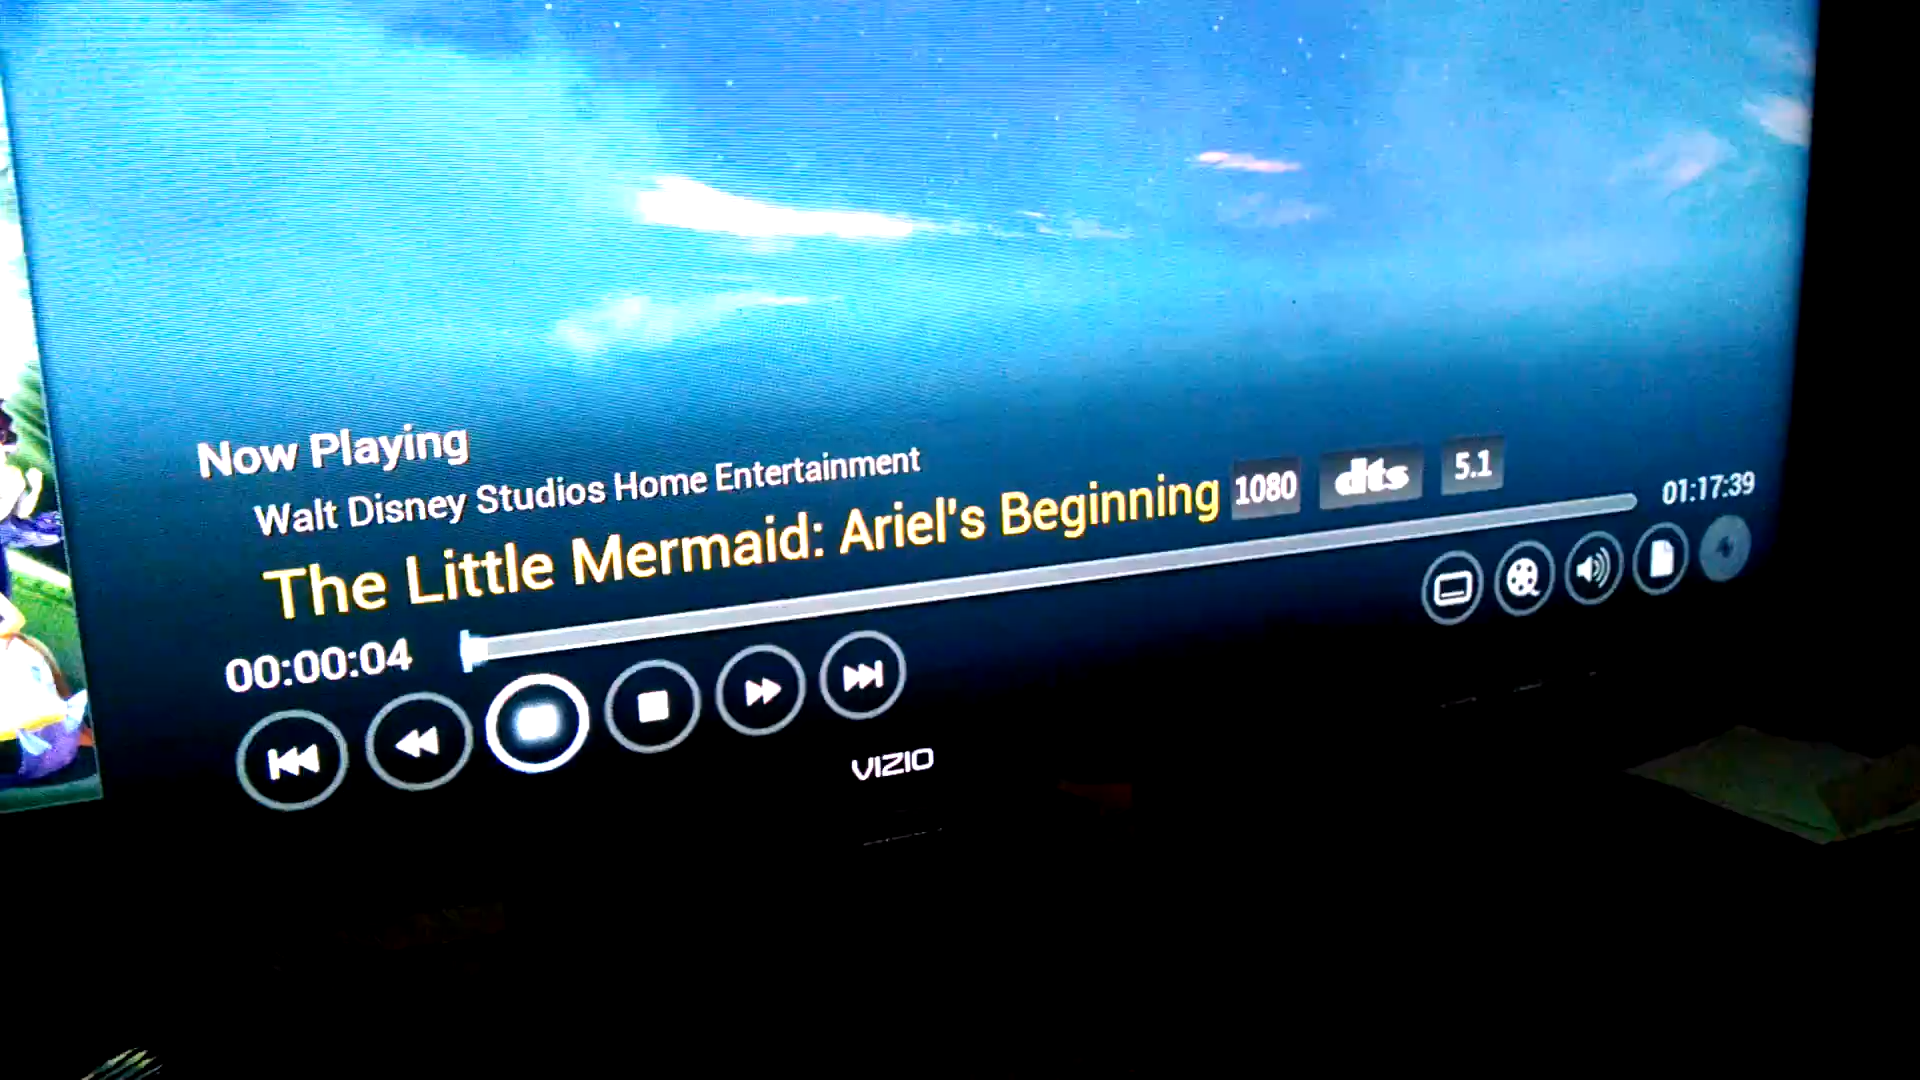 Now Playing
Walt Disney Studios Home Entertainment
The Little Mermaid: Ariel's Beginning 1080 dts 5.1
00:00:04 01:17:39
VIZIO